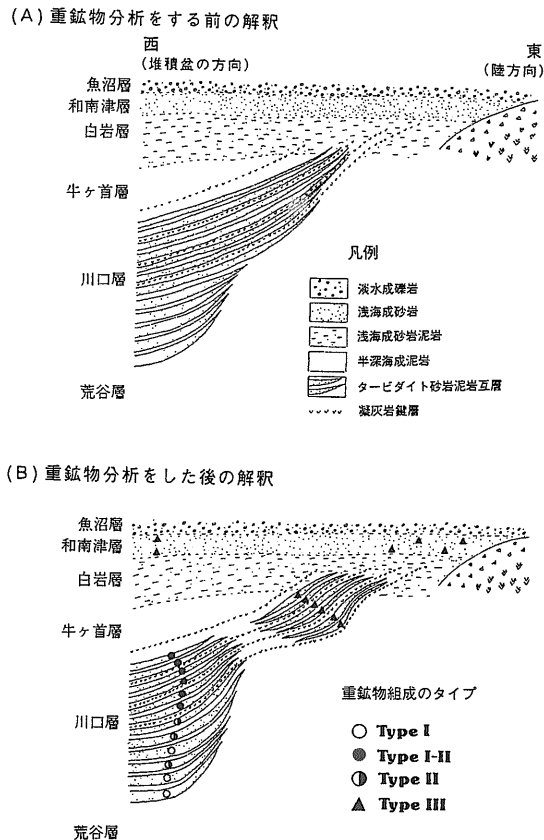 (A)重鉱物分析をする前の解釈
西
(堆積盆の方向)
東
(陸方向)
魚沼層
和南津層
白岩層
牛ヶ首層
川口層
荒谷層
凡例
淡水成礫岩
浅海成砂岩
浅海成砂岩泥岩
半深海成泥岩
タービダイト砂岩泥岩互層
凝灰岩鍵層
(B)重鉱物分析をした後の解釈
魚沼層
和南津層
白岩層
牛ヶ首層
川口層
荒谷層
重鉱物組成のタイプ
Type I
Type I-II
Type II
Type III